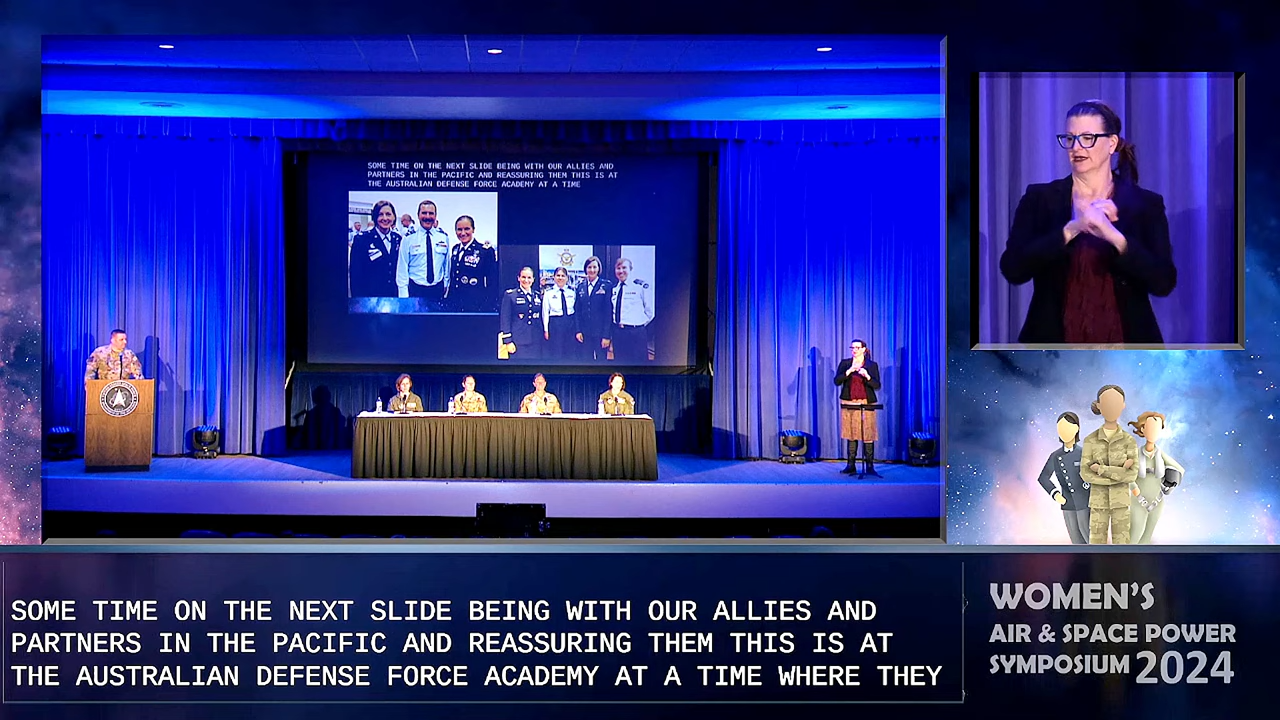 SOME TIME ON THE NEXT SLIDE BEING WITH OUR ALLIES AND
PARTNERS IN THE PACIFIC AND REASSURING THEM THIS IS AT
THE AUSTRALIAN DEFENSE FORCE ACADEMY AT A TIME
SOME TIME ON THE NEXT SLIDE BEING WITH OUR ALLIES AND
PARTNERS IN THE PACIFIC AND REASSURING THEM THIS IS AT
THE AUSTRALIAN DEFENSE FORCE ACADEMY AT A TIME WHERE THEY
WOMEN'S
AIR & SPACE POWER
SYMPOSIUM 2024